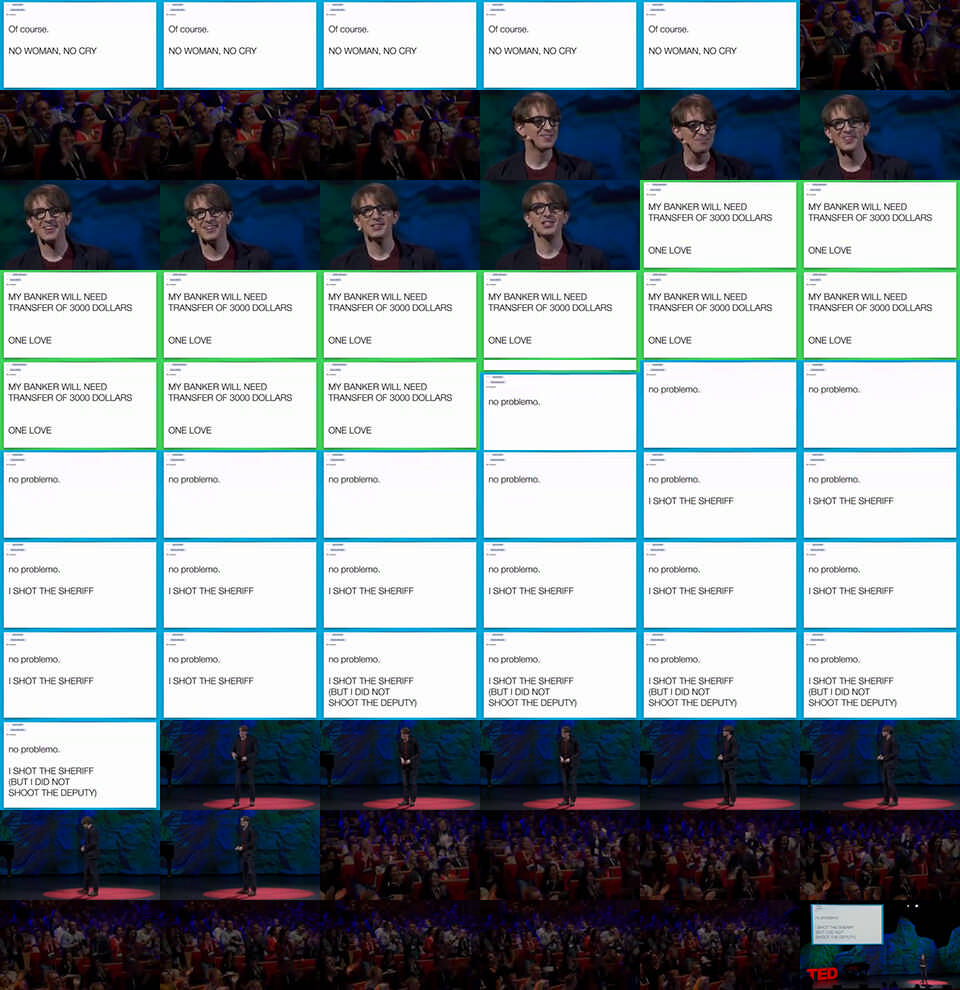 Of course.
NO WOMAN, NO CRY
Of course.
NO WOMAN, NO CRY
Of course.
NO WOMAN, NO CRY
Of course.
NO WOMAN, NO CRY
Of course.
NO WOMAN, NO CRY
MY BANKER WILL NEED
TRANSFER OF 3000 DOLLARS
ONE LOVE
MY BANKER WILL NEED
TRANSFER OF 3000 DOLLARS
ONE LOVE
MY BANKER WILL NEED
TRANSFER OF 3000 DOLLARS
ONE LOVE
MY BANKER WILL NEED
TRANSFER OF 3000 DOLLARS
ONE LOVE
MY BANKER WILL NEED
TRANSFER OF 3000 DOLLARS
ONE LOVE
MY BANKER WILL NEED
TRANSFER OF 3000 DOLLARS
ONE LOVE
MY BANKER WILL NEED
TRANSFER OF 3000 DOLLARS
ONE LOVE
MY BANKER WILL NEED
TRANSFER OF 3000 DOLLARS
ONE LOVE
MY BANKER WILL NEED
TRANSFER OF 3000 DOLLARS
ONE LOVE
MY BANKER WILL NEED
TRANSFER OF 3000 DOLLARS
ONE LOVE
MY BANKER WILL NEED
TRANSFER OF 3000 DOLLARS
ONE LOVE
no problemo.
no problemo.
no problemo.
no problemo.
no problemo.
no problemo.
no problemo.
no problemo.
I SHOT THE SHERIFF
no problemo.
I SHOT THE SHERIFF
no problemo.
I SHOT THE SHERIFF
no problemo.
I SHOT THE SHERIFF
no problemo.
I SHOT THE SHERIFF
no problemo.
I SHOT THE SHERIFF
no problemo.
I SHOT THE SHERIFF
no problemo.
I SHOT THE SHERIFF
no problemo.
I SHOT THE SHERIFF
no problemo.
I SHOT THE SHERIFF
no problemo.
I SHOT THE SHERIFF
(BUT I DID NOT
SHOOT THE DEPUTY)
no problemo.
I SHOT THE SHERIFF
(BUT I DID NOT
SHOOT THE DEPUTY)
no problemo.
I SHOT THE SHERIFF
(BUT I DID NOT
SHOOT THE DEPUTY)
no problemo.
I SHOT THE SHERIFF
(BUT I DID NOT
SHOOT THE DEPUTY)
no problemo.
I SHOT THE SHERIFF
(BUT I DID NOT
SHOOT THE DEPUTY)
no problemo.
I SHOT THE SHERIFF
(BUT I DID NOT
SHOOT THE DEPUTY)
TED